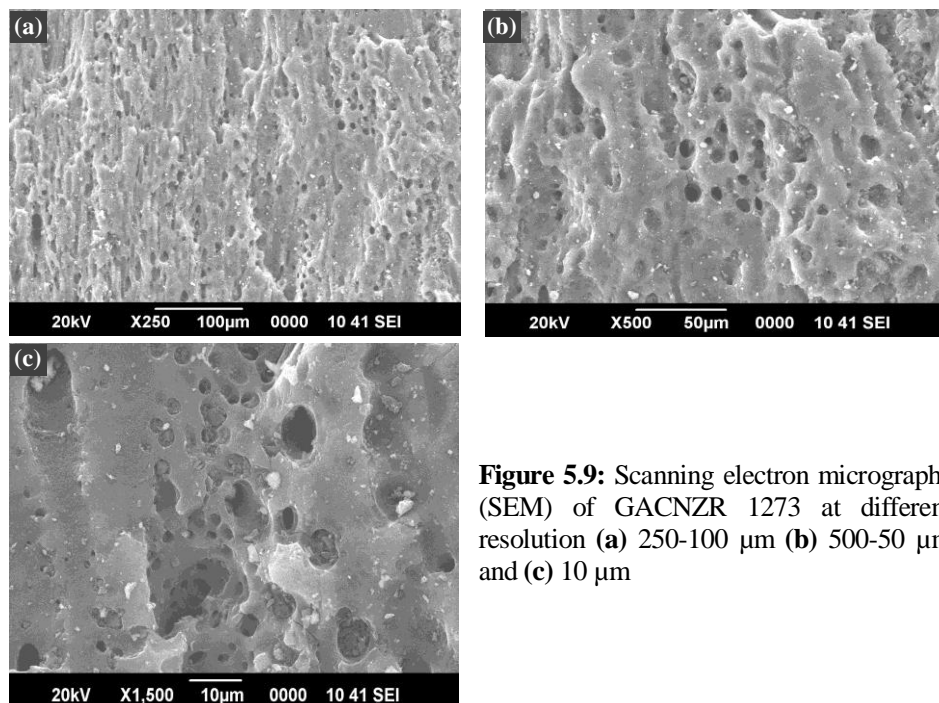 (a)
(b)
20kV X250 100µm 0000 10 41 SEI
20kV X500 50µm 0000 10 41 SEI
(c)
Figure 5.9: Scanning electron micrograph
(SEM) of GACNZR 1273 at differen
resolution (a) 250-100 µm (b) 500-50 µm
and (c) 10 µm
20kV X1,500 10µm 0000 10 41 SEI